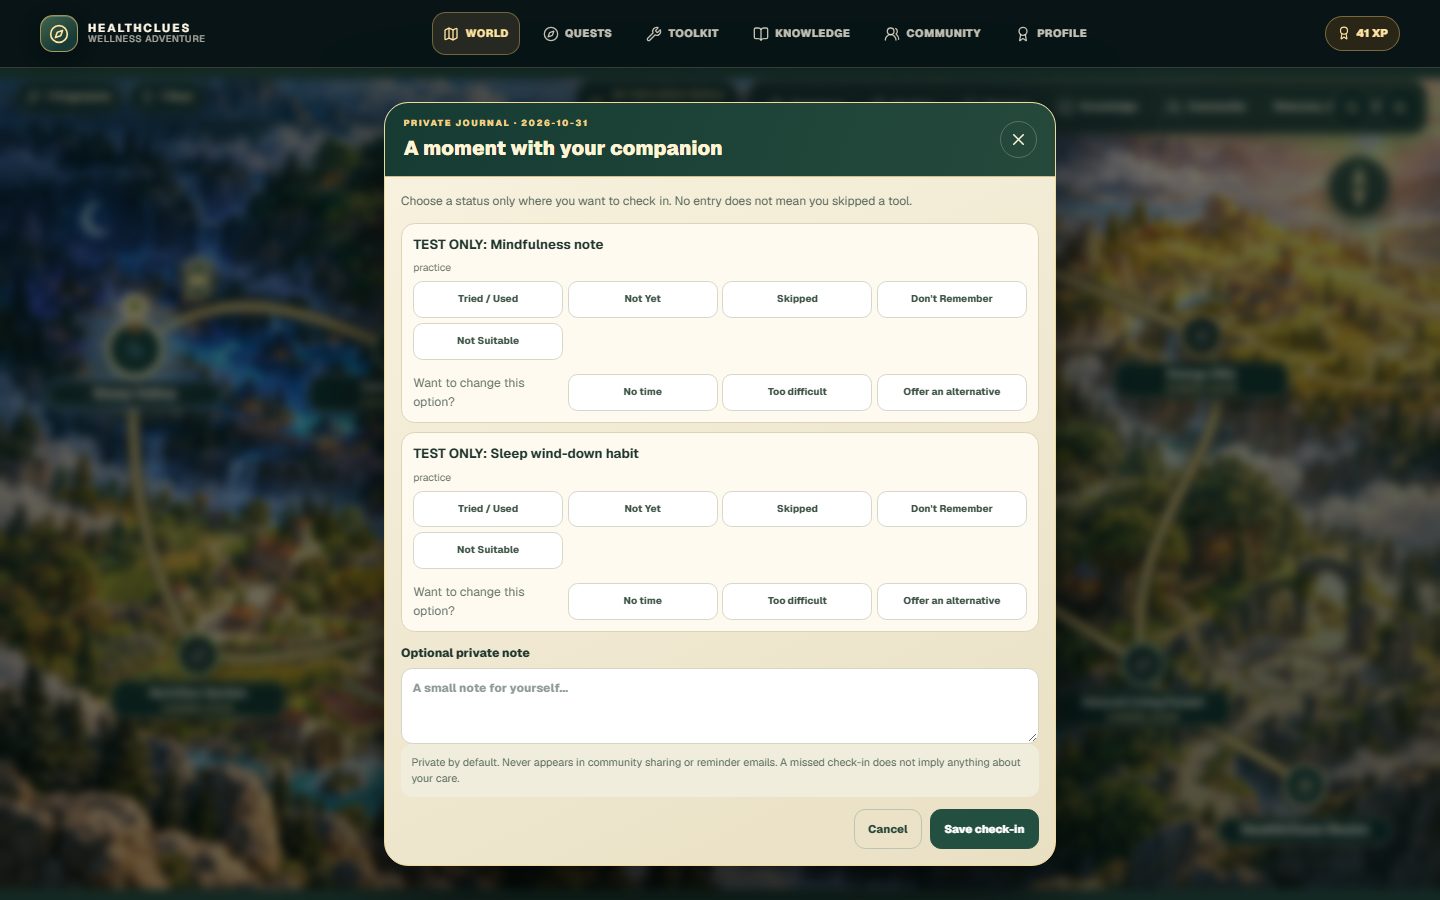 HEALTHCLUES
WELLNESS ADVENTURE
WORLD
QUESTS
TOOLKIT
KNOWLEDGE
COMMUNITY
PROFILE
41 XP
PRIVATE JOURNAL · 2026-10-31
A moment with your companion
Choose a status only where you want to check in. No entry does not mean you skipped a tool.
TEST ONLY: Mindfulness note
practice
Tried / Used
Not Yet
Skipped
Don't Remember
Not Suitable
Want to change this
option?
No time
Too difficult
Offer an alternative
TEST ONLY: Sleep wind-down habit
practice
Tried / Used
Not Yet
Skipped
Don't Remember
Not Suitable
Want to change this
option?
No time
Too difficult
Offer an alternative
Optional private note
A small note for yourself...
Private by default. Never appears in community sharing or reminder emails. A missed check-in does not imply anything about
your care.
Cancel
Save check-in